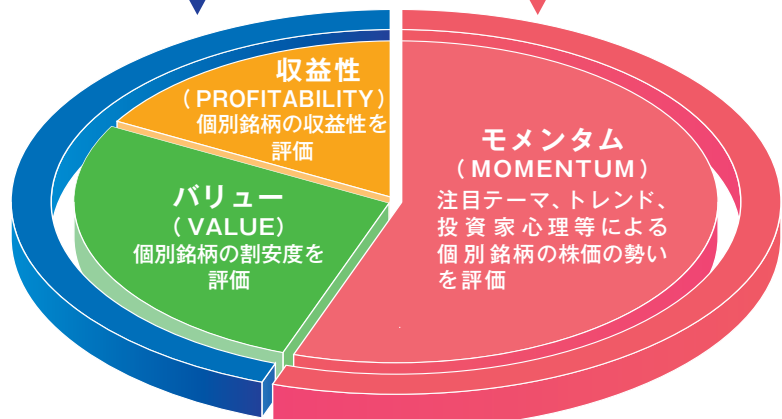 収益性
(PROFITABILITY)
個別銘柄の収益性を
評価
バリュー
(VALUE)
個別銘柄の割安度を
評価
モメンタム
(MOMENTUM)
注目テーマ、トレンド、
投資家心理等による
個別銘柄の株価の勢い
を評価